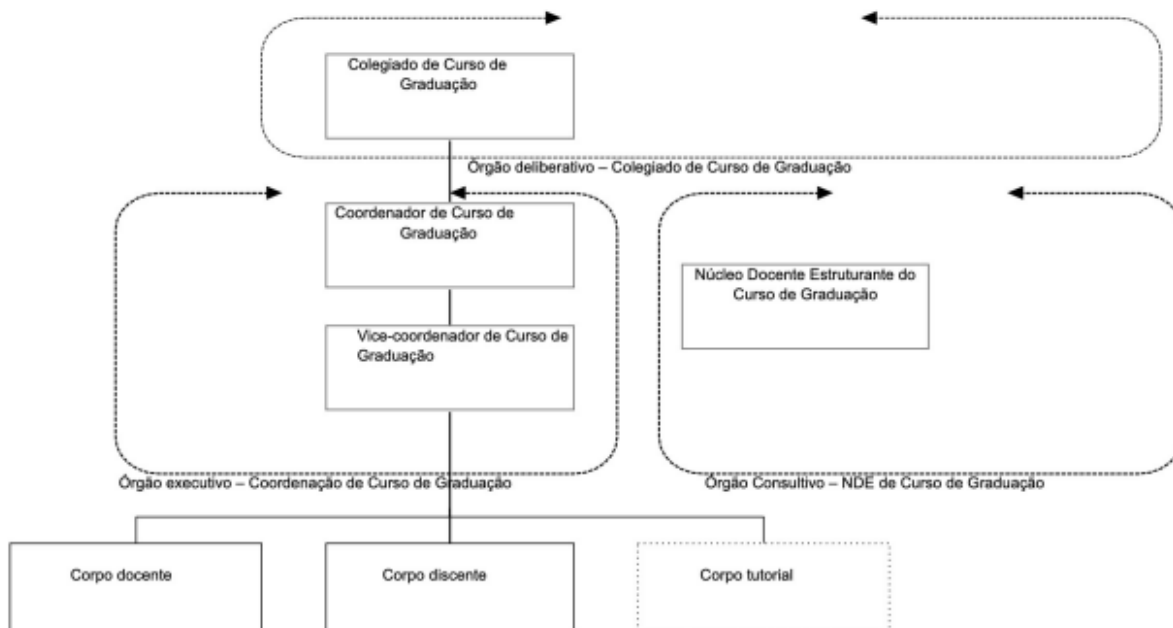 Colegiado de Curso de
Graduação
Órgão deliberativo – Colegiado de Curso de Graduação
Coordenador de Curso de
Graduação
Núcleo Docente Estruturante do
Curso de Graduação
Vice-coordenador de Curso de
Graduação
Órgão executivo – Coordenação de Curso de Graduação
Órgão Consultivo – NDE de Curso de Graduação
Corpo docente
Corpo discente
Corpo tutorial